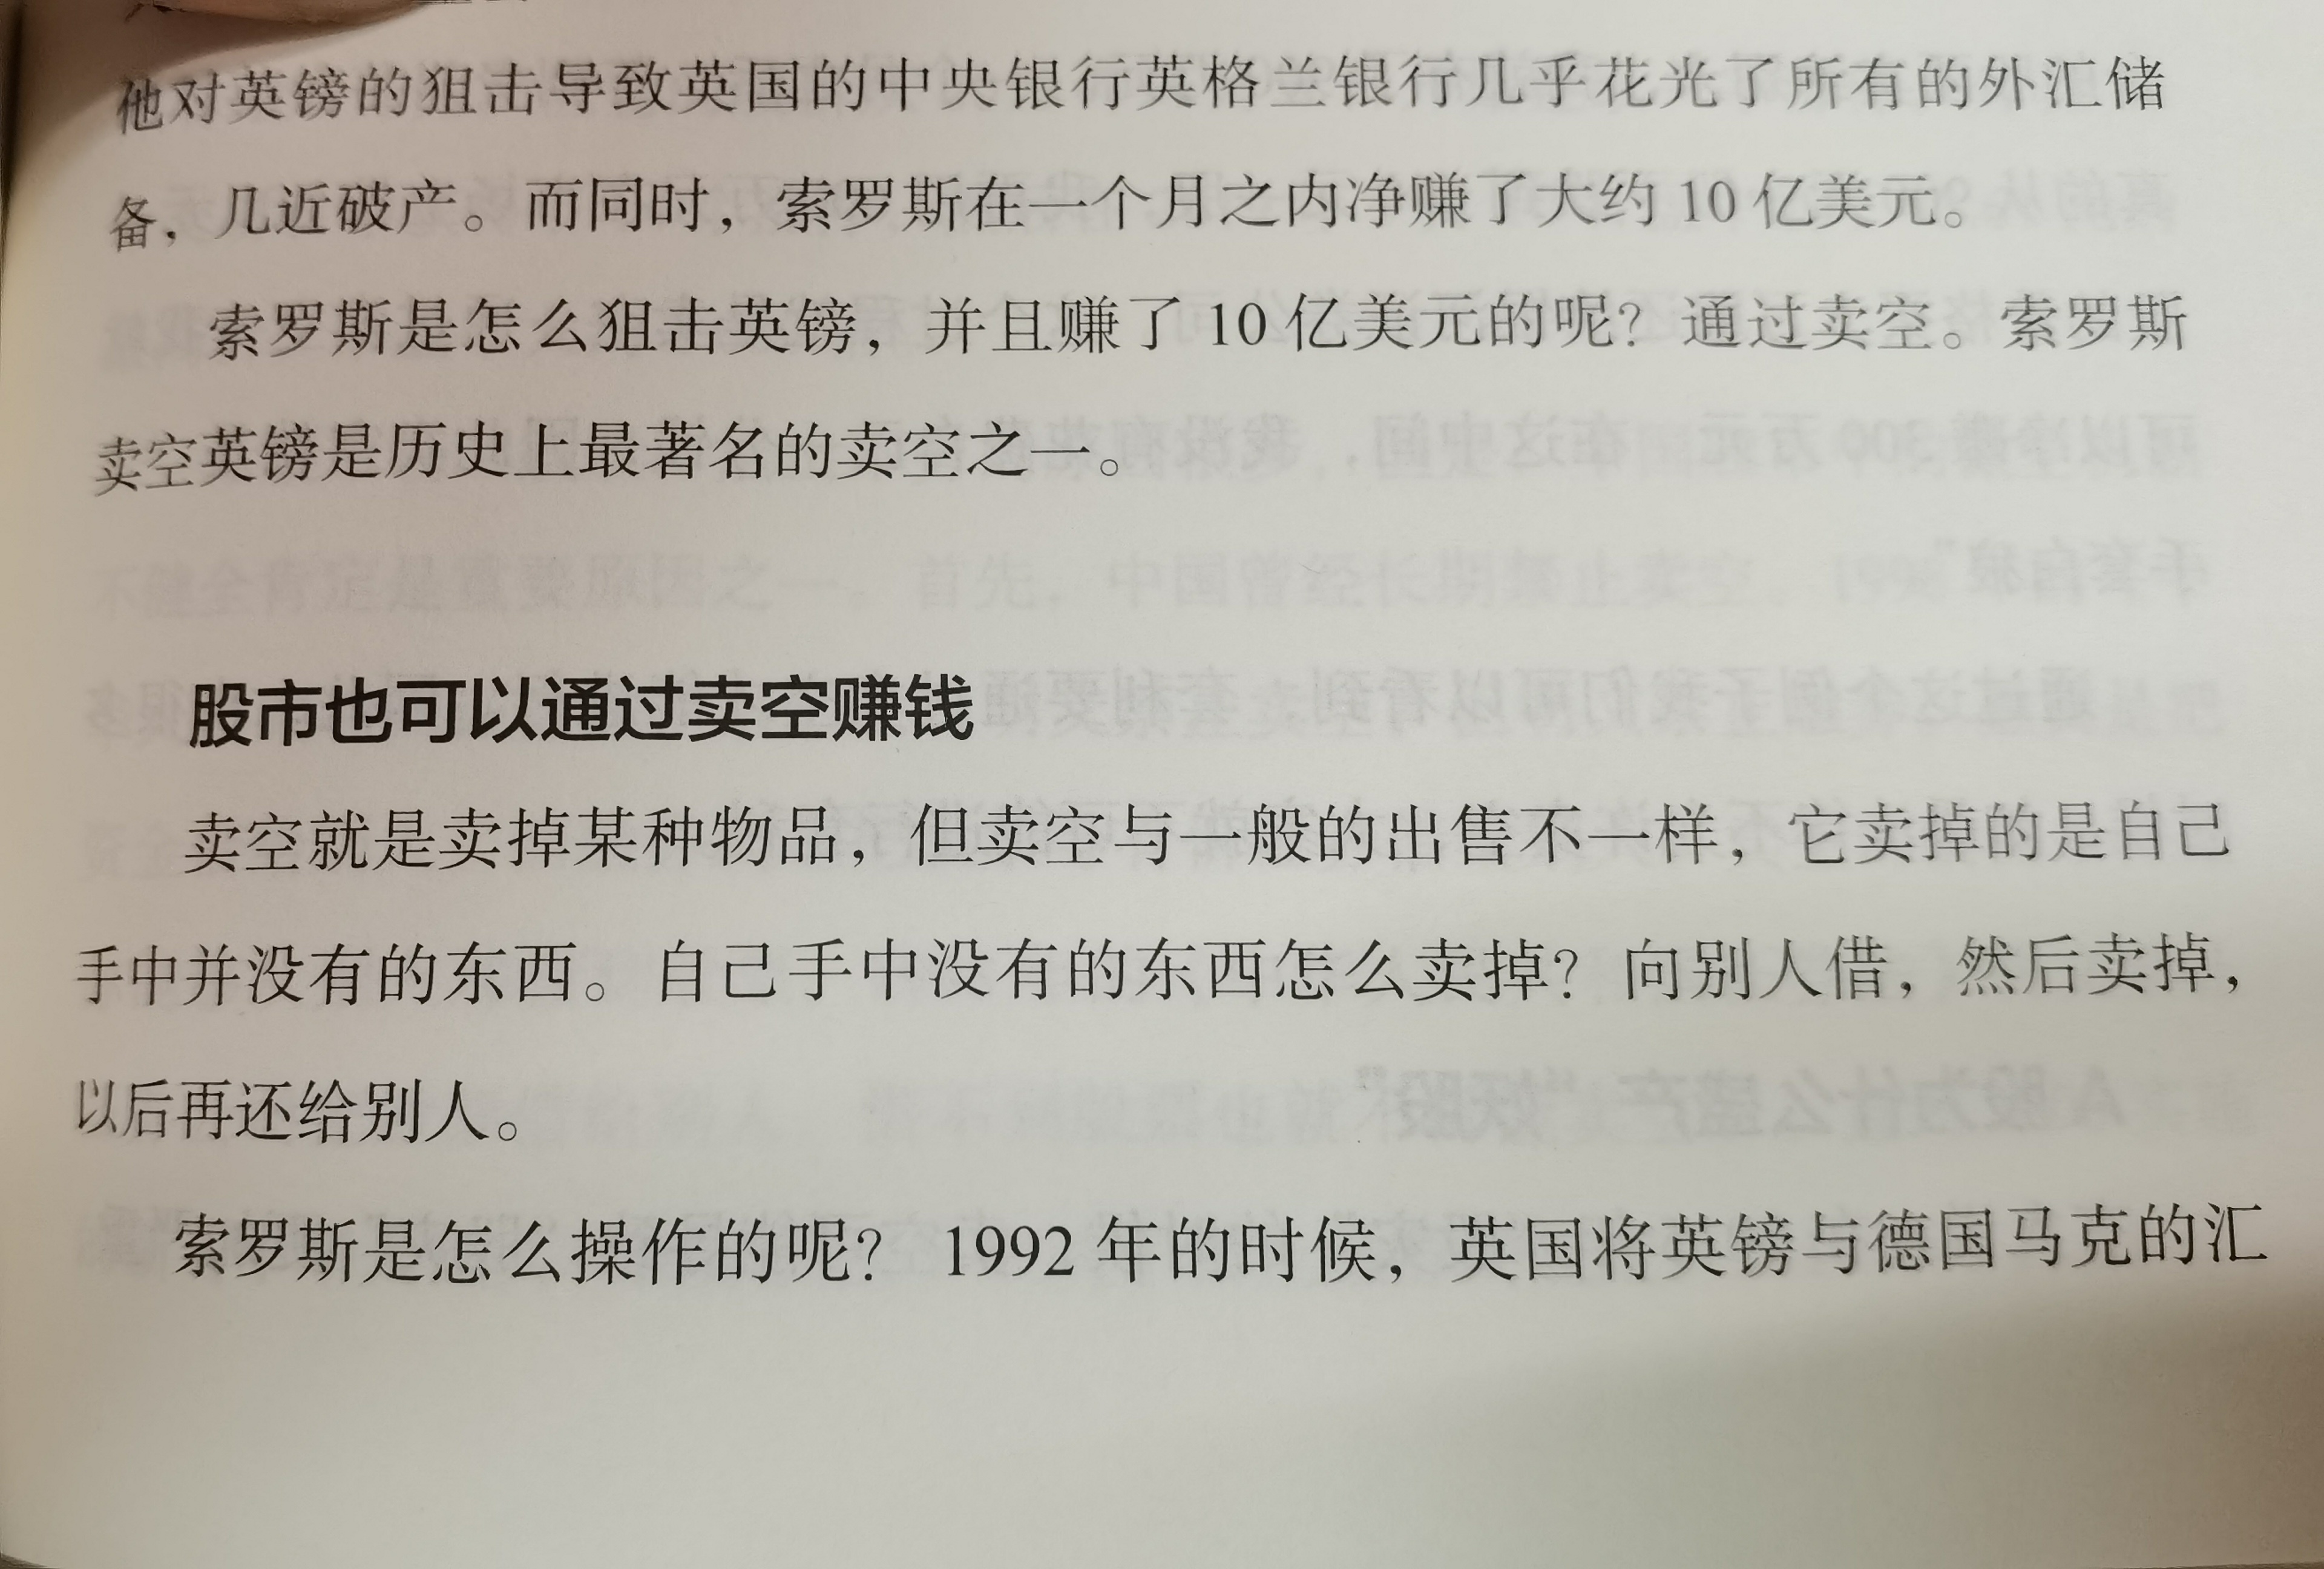 他对英镑的狙击导致英国的中央银行英格兰银行几乎花光了所有的外汇储
备，几近破产。而同时，索罗斯在一个月之内净赚了大约 10 亿美元。
索罗斯是怎么狙击英镑，并且赚了 10 亿美元的呢？通过卖空。索罗斯
卖空英镑是历史上最著名的卖空之一。
股市也可以通过卖空赚钱
卖空就是卖掉某种物品，但卖空与一般的出售不一样，它卖掉的是自己
手中并没有的东西。自己手中没有的东西怎么卖掉？向别人借，然后卖掉，
以后再还给别人。
索罗斯是怎么操作的呢？ 1992 年的时候，英国将英镑与德国马克的汇